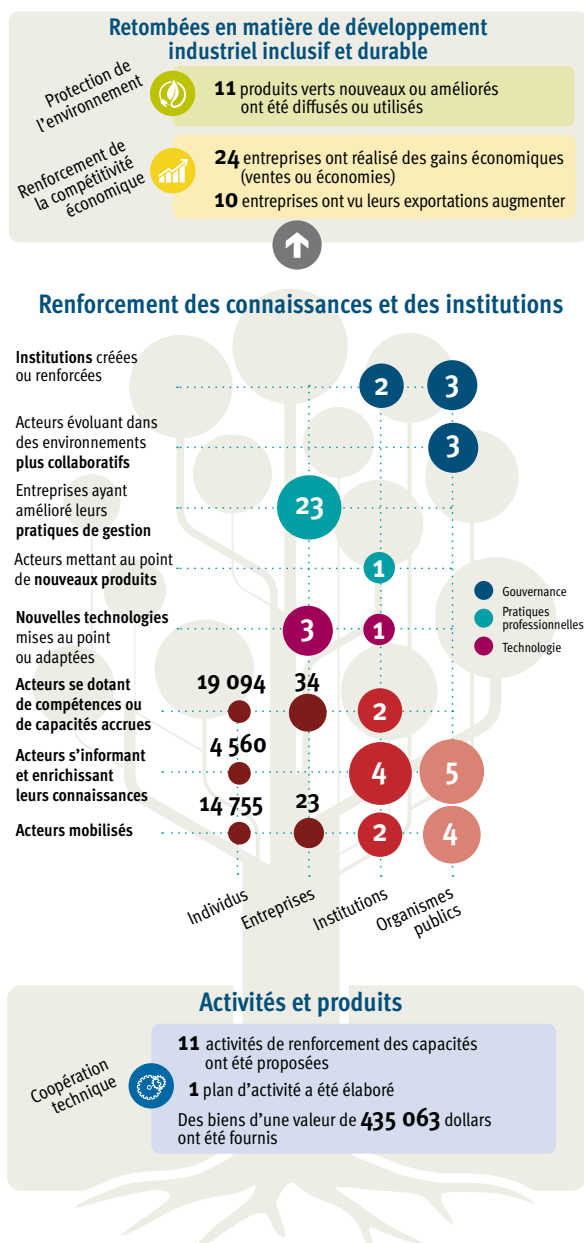 Retombées en matière de développement
industriel inclusif et durable
Protection de
l'environnement
11 produits verts nouveaux ou améliorés
ont été diffusés ou utilisés
Renforcement de
la compétitivité
économique
24 entreprises ont réalisé des gains économiques
(ventes ou économies)
10 entreprises ont vu leurs exportations augmenter
Renforcement des connaissances et des institutions
Institutions créées
ou renforcées
2 3
Acteurs évoluant dans
des environnements
plus collaboratifs
3
Entreprises ayant
amélioré leurs
pratiques de gestion
23
Acteurs mettant au point
de nouveaux produits
1
Gouvernance
Pratiques
professionnelles
Technologie
Nouvelles technologies
mises au point
ou adaptées
3 1
Acteurs se dotant
de compétences ou
de capacités accrues
19 094 34 2
Acteurs s'informant
et enrichissant
leurs connaissances
4 560 4 5
Acteurs mobilisés
14 755 23 2 4
Individus
Entreprises
Institutions
Organismes
publics
Activités et produits
Coopération
technique
11 activités de renforcement des capacités
ont été proposées
1 plan d'activité a été élaboré
Des biens d'une valeur de 435 063 dollars
ont été fournis